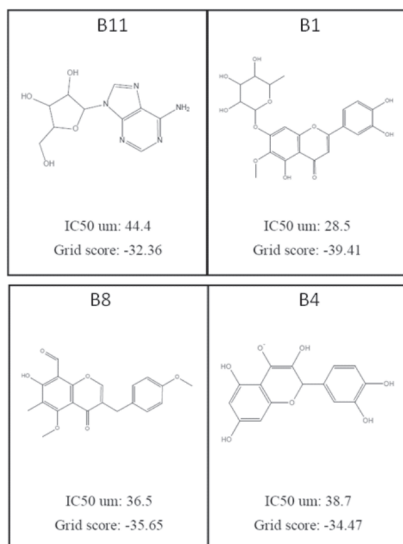 B11
B1
HO
OH
HO
N
N
N
N
NH₂
OH
OH
HO
O
HO
O
O
O
O
OH
O
OH
OH
IC50 um: 44.4
Grid score: -32.36
IC50 um: 28.5
Grid score: -39.41
B8
B4
O
HO
O
O
O
O
O⁻
OH
HO
O
OH
OH
HO
IC50 um: 36.5
Grid score: -35.65
IC50 um: 38.7
Grid score: -34.47